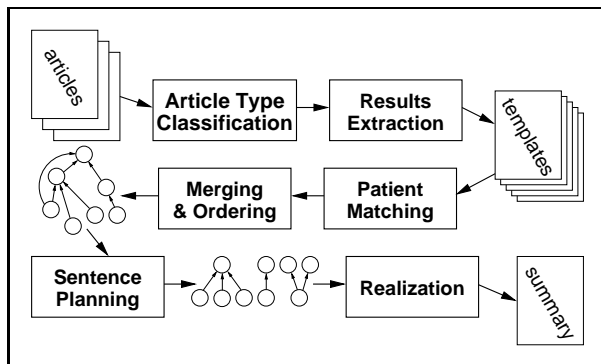 articles
Article Type
Classification
Results
Extraction
templates
Merging
& Ordering
Patient
Matching
Sentence
Planning
Realization
summary